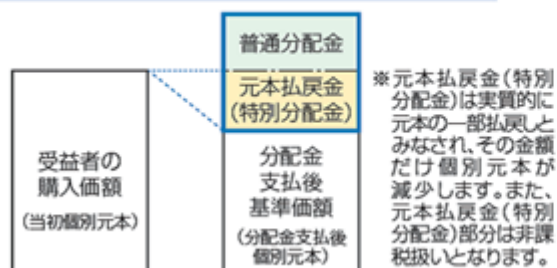 普通分配金
元本払戻金
(特別分配金)
受益者の
購入価額
(当初個別元本)
分配金
支払後
基準価額
(分配金支払後
個別元本)
※元本払戻金(特別
分配金)は実質的に
元本の一部払戻しと
みなされ、その金額
だけ個別元本が
減少します。また、
元本払戻金(特別
分配金)部分は非課
税扱いとなります。